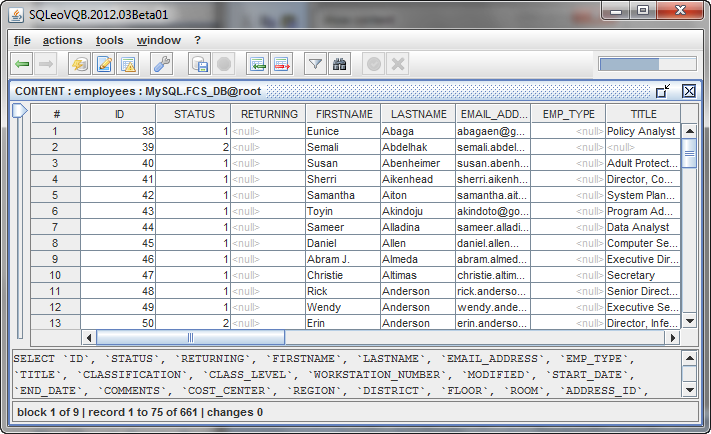 SQLeoVQB.2012.03Beta01
file actions tools window ?
CONTENT : employees : MySQL.FCS_DB@root
# ID STATUS RETURNING FIRSTNAME LASTNAME EMAIL_ADD... EMP_TYPE TITLE
1 38 1 <null> Eunice Abaga abagaen@g... <null> Policy Analyst
2 39 2 <null> Semali Abdelhak semali.abdel... <null> <null>
3 40 1 <null> Susan Abenheimer susan.abenh... <null> Adult Protect...
4 41 1 <null> Sherri Aikenhead sherri.aikenh... <null> Director, Co...
5 42 1 <null> Samantha Aiton samantha.ait... <null> System Plan...
6 43 1 <null> Toyin Akindoju akindoto@go... <null> Program Ad...
7 44 1 <null> Sameer Alladina sameer.alladi... <null> Data Analyst
8 45 1 <null> Daniel Allen daniel.allen... <null> Computer Se...
9 46 1 <null> Abram J. Almeda abram.almed... <null> Executive Dir...
10 47 1 <null> Christie Altimas christie.altim... <null> Secretary
11 48 1 <null> Rick Anderson rick.anderso... <null> Senior Direct...
12 49 1 <null> Wendy Anderson wendy.ande... <null> Executive Se...
13 50 2 <null> Erin Anderson erin.anderso... <null> Director, Infe...
SELECT `ID`, `STATUS`, `RETURNING`, `FIRSTNAME`, `LASTNAME`, `EMAIL_ADDRESS`, `EMP_TYPE`,
`TITLE`, `CLASSIFICATION`, `CLASS_LEVEL`, `WORKSTATION_NUMBER`, `MODIFIED`, `START_DATE`,
`END_DATE`, `COMMENTS`, `COST_CENTER`, `REGION`, `DISTRICT`, `FLOOR`, `ROOM`, `ADDRESS_ID`,
block 1 of 9 | record 1 to 75 of 661 | changes 0